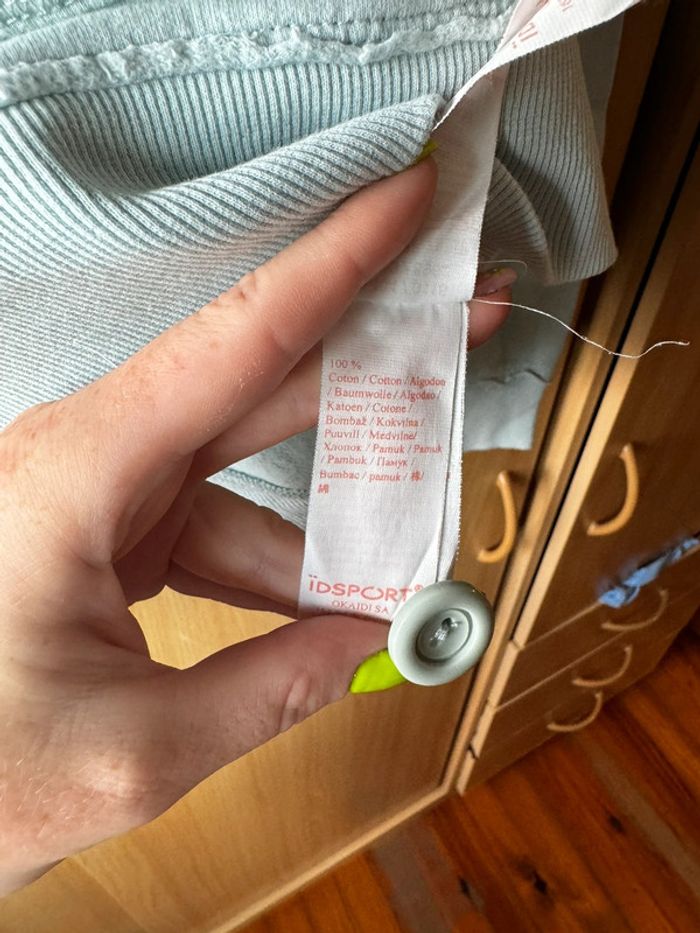 100 %
Coton / Cotton / Algodon
/ Baumwolle / Algodão /
Katoen / Cotone /
Bombaž / Kokvilna /
Puuvill / Medvilnė/
Хлопок / Pamuk / Pamuk
/ Pambuk / Памук /
Bumbac / pamuk / 棉/
綿
ÏDSPORT®
OKAIDI SA